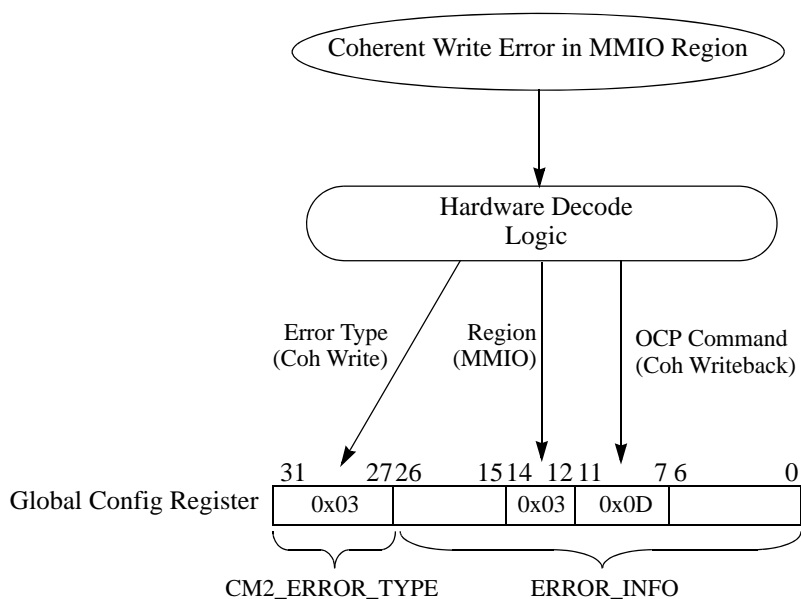 Coherent Write Error in MMIO Region
Hardware Decode
Logic
Error Type
(Coh Write)
Region
(MMIO)
OCP Command
(Coh Writeback)
31 27 26 15 14 12 11 7 6 0
Global Config Register 0x03 0x03 0x0D
CM2_ERROR_TYPE ERROR_INFO